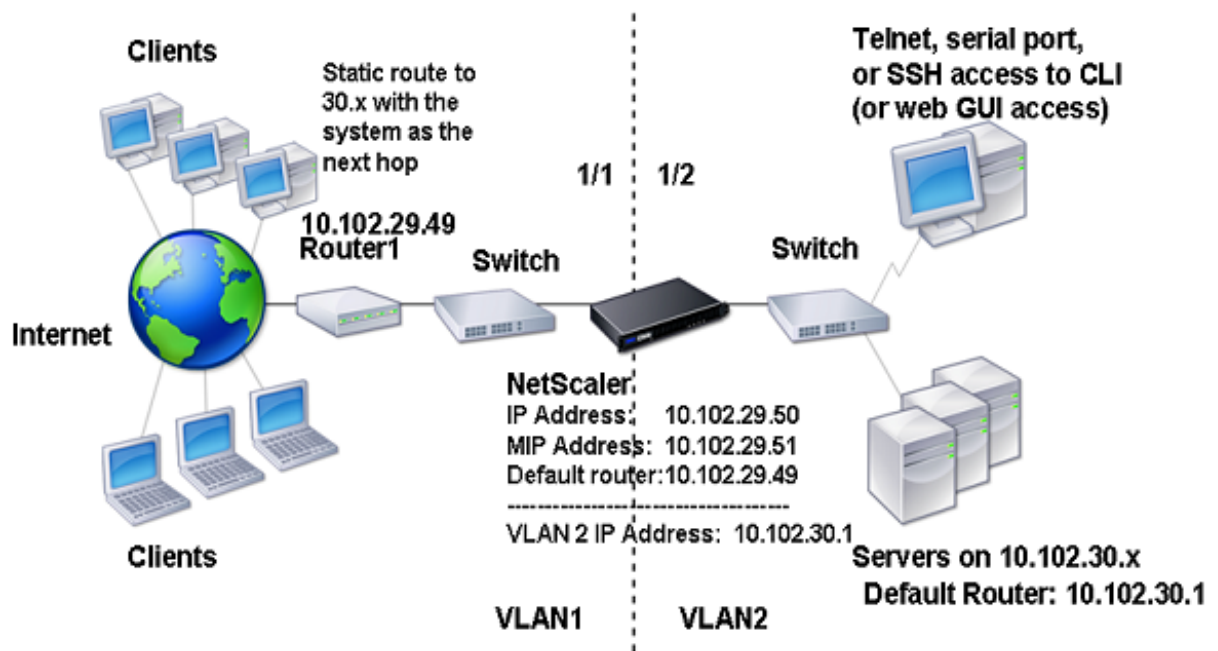 Clients
Static route to
30.x with the
system as the
next hop
10.102.29.49
Router1
Switch
Internet
Clients
1/1
1/2
Telnet, serial port,
or SSH access to CLI
(or web GUI access)
Switch
NetScaler
IP Address: 10.102.29.50
MIP Address: 10.102.29.51
Default router:10.102.29.49
VLAN 2 IP Address: 10.102.30.1
Servers on 10.102.30.x
Default Router: 10.102.30.1
VLAN1
VLAN2